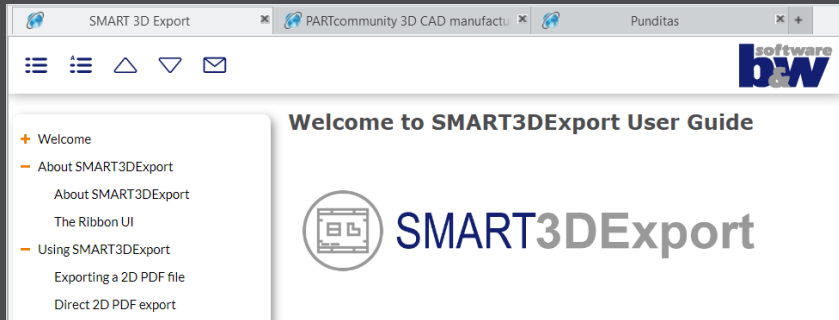 SMART 3D Export
PARTcommunity 3D CAD manufactu
Punditas
software
b&w
Welcome to SMART3DExport User Guide
Welcome
About SMART3DExport
About SMART3DExport
The Ribbon UI
Using SMART3DExport
Exporting a 2D PDF file
Direct 2D PDF export
SMART3DExport